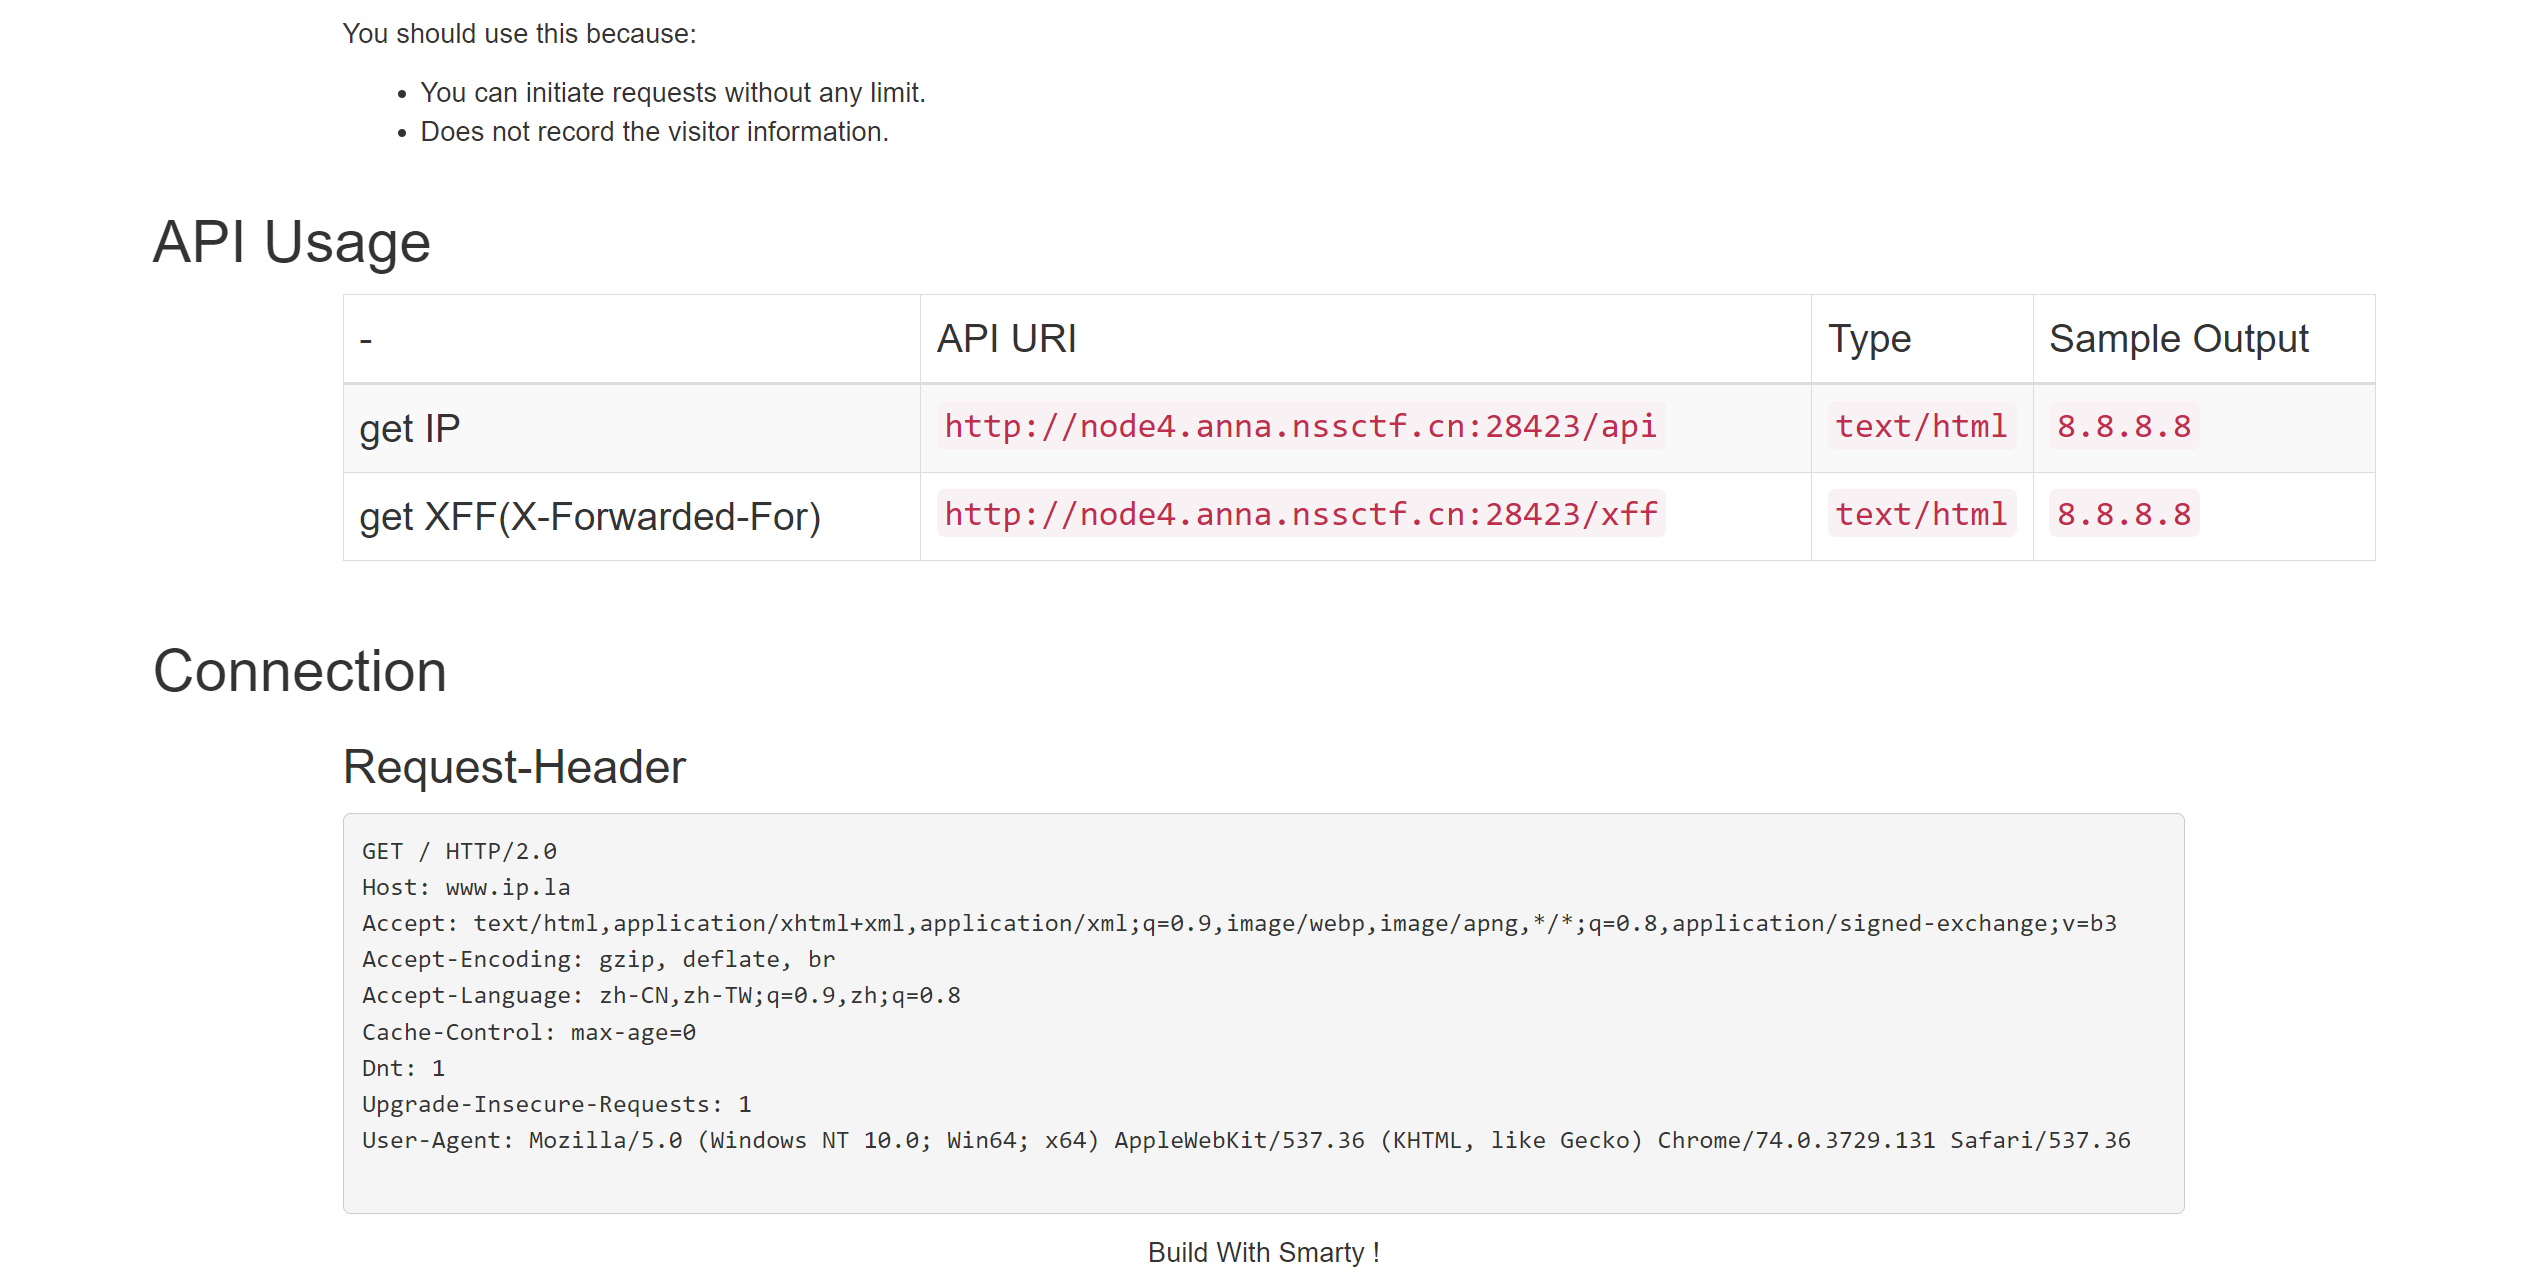 You should use this because:
• You can initiate requests without any limit.
• Does not record the visitor information.
API Usage
- API URI Type Sample Output
get IP http://node4.anna.nssctf.cn:28423/api text/html 8.8.8.8
get XFF(X-Forwarded-For) http://node4.anna.nssctf.cn:28423/xff text/html 8.8.8.8
Connection
Request-Header
GET / HTTP/2.0
Host: www.ip.la
Accept: text/html,application/xhtml+xml,application/xml;q=0.9,image/webp,image/apng,*/*;q=0.8,application/signed-exchange;v=b3
Accept-Encoding: gzip, deflate, br
Accept-Language: zh-CN,zh-TW;q=0.9,zh;q=0.8
Cache-Control: max-age=0
Dnt: 1
Upgrade-Insecure-Requests: 1
User-Agent: Mozilla/5.0 (Windows NT 10.0; Win64; x64) AppleWebKit/537.36 (KHTML, like Gecko) Chrome/74.0.3729.131 Safari/537.36
Build With Smarty !